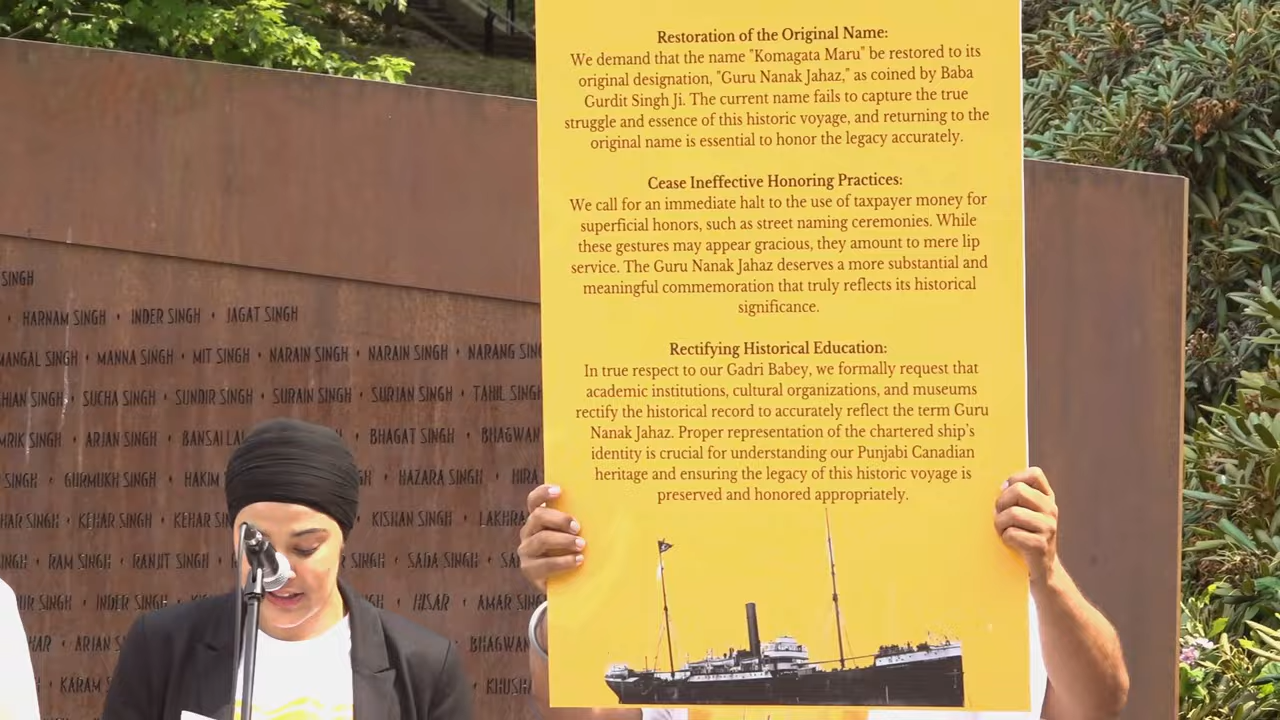 Restoration of the Original Name:
We demand that the name "Komagata Maru" be restored to its
original designation, "Guru Nanak Jahaz," as coined by Baba
Gurdit Singh Ji. The current name fails to capture the true
struggle and essence of this historic voyage, and returning to the
original name is essential to honor the legacy accurately.
Cease Ineffective Honoring Practices:
We call for an immediate halt to the use of taxpayer money for
superficial honors, such as street naming ceremonies. While
these gestures may appear gracious, they amount to mere lip
service. The Guru Nanak Jahaz deserves a more substantial and
meaningful commemoration that truly reflects its historical
significance.
Rectifying Historical Education:
In true respect to our Gadri Babey, we formally request that
academic institutions, cultural organizations, and museums
rectify the historical record to accurately reflect the term Guru
Nanak Jahaz. Proper representation of the chartered ship's
identity is crucial for understanding our Punjabi Canadian
heritage and ensuring the legacy of this historic voyage is
preserved and honored appropriately.
SINGH
• HARNAM SINGH • INDER SINGH • JAGAT SINGH
MANGAL SINGH • MANNA SINGH • MIT SINGH • NARAIN SINGH • NARAIN SINGH • NARANG
SINGH • SUCHA SINGH • SUNDIR SINGH • SURAIN SINGH • SURJAN SINGH • TAHIL SINGH
SINGH • ARJAN SINGH • BHAGAT SINGH • BHAGWAN
SINGH • GURMUKH SINGH • HAKIM • HAZARA SINGH • HIRA
SINGH • KEHAR SINGH • KEHAR • KISHAN SINGH •
• RAM SINGH • RANJIT SINGH • SINGH • SADA SINGH •
SINGH • INDER SINGH • • HISAR • AMAR
• BHAGWAN
• KARAM